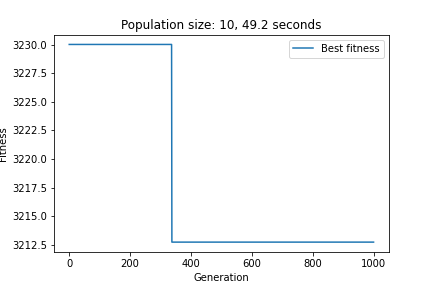 Population size: 10, 49.2 seconds
Best fitness
3230.0
3227.5
3225.0
3222.5
3220.0
3217.5
3215.0
3212.5
Fitness
0 200 400 600 800 1000
Generation